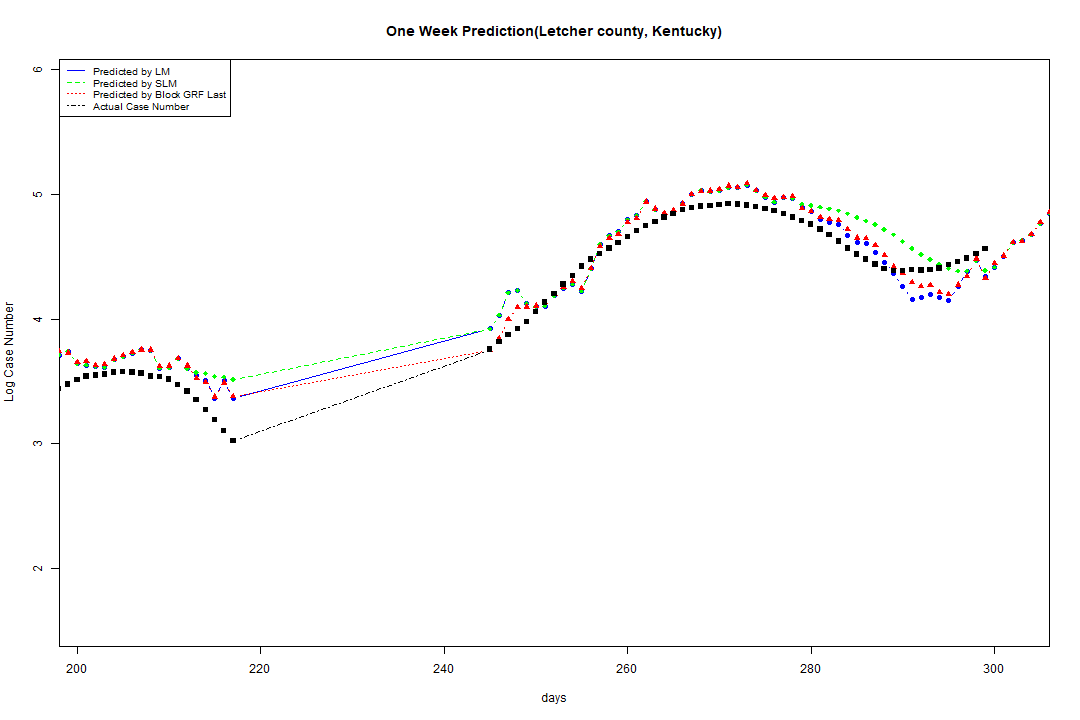 One Week Prediction(Letcher county, Kentucky)
Predicted by LM
Predicted by SLM
Predicted by Block GRF Last
Actual Case Number
6
5
4
3
2
Log Case Number
200 220 240 260 280 300
days